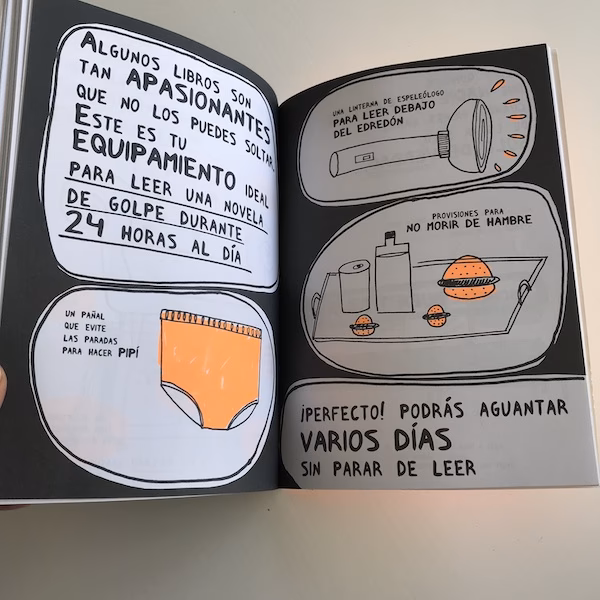 ALGUNOS LIBROS SON
TAN APASIONANTES
QUE NO LOS PUEDES SOLTAR.
ESTE ES TU
EQUIPAMIENTO IDEAL
PARA LEER UNA NOVELA
DE GOLPE DURANTE
24 HORAS AL DÍA
UN PAÑAL
QUE EVITE
LAS PARADAS
PARA HACER PIPÍ
UNA LINTERNA DE ESPELEÓLOGO
PARA LEER DEBAJO
DEL EDREDÓN
PROVISIONES PARA
NO MORIR DE HAMBRE
¡PERFECTO! PODRÁS AGUANTAR
VARIOS DÍAS
SIN PARAR DE LEER